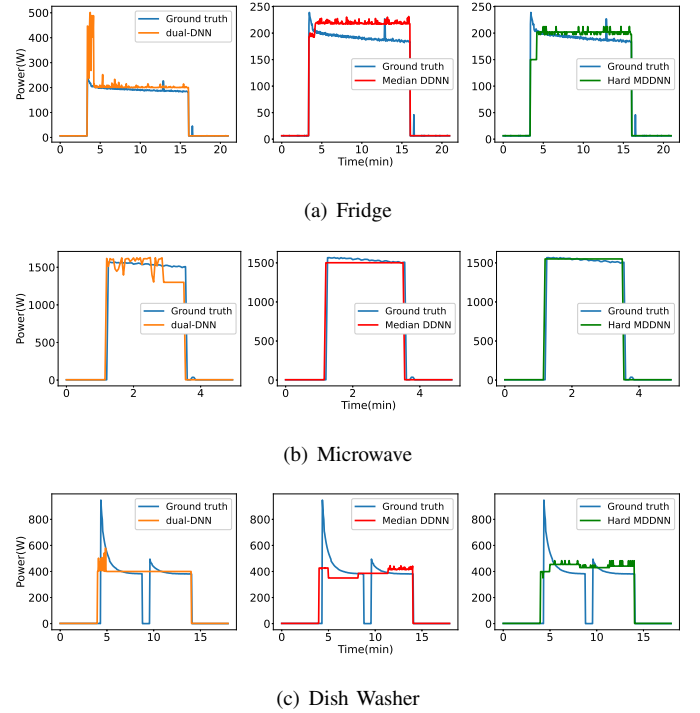 500
400
300
200
100
0
Power(W)
Ground truth
dual-DNN
0 5 10 15 20
250
200
150
100
50
0
Ground truth
Median DDNN
0 5 10 15 20
Time(min)
250
200
150
100
50
0
Ground truth
Hard MDDNN
0 5 10 15 20
(a) Fridge
1500
1000
500
0
Power(W)
Ground truth
dual-DNN
0 2 4
1500
1000
500
0
Ground truth
Median DDNN
0 2 4
Time(min)
1500
1000
500
0
Ground truth
Hard MDDNN
0 2 4
(b) Microwave
800
600
400
200
0
Power(W)
Ground truth
dual-DNN
0 5 10 15
800
600
400
200
0
Ground truth
Median DDNN
0 5 10 15
Time(min)
800
600
400
200
0
Ground truth
Hard MDDNN
0 5 10 15
(c) Dish Washer